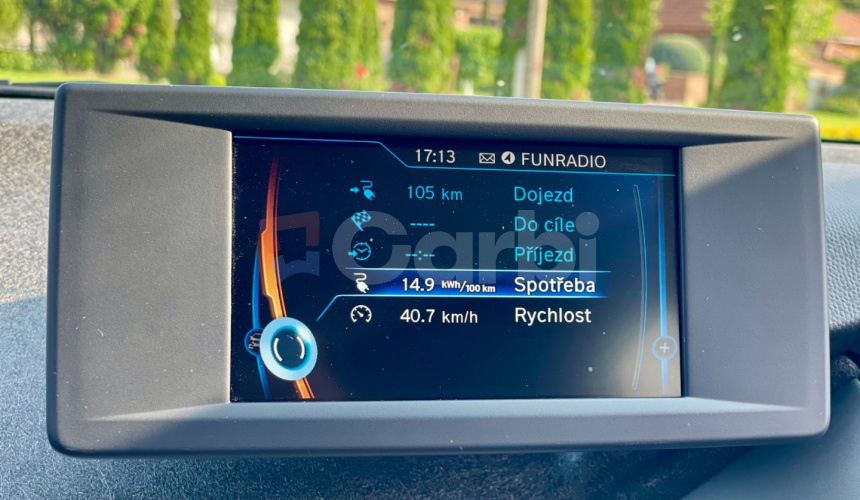 17:13 FUNRADIO
105 km Dojezd
---- Do cíle
--:-- Příjezd
Carbi
14.9 kWh/100 km Spotřeba
40.7 km/h Rychlost